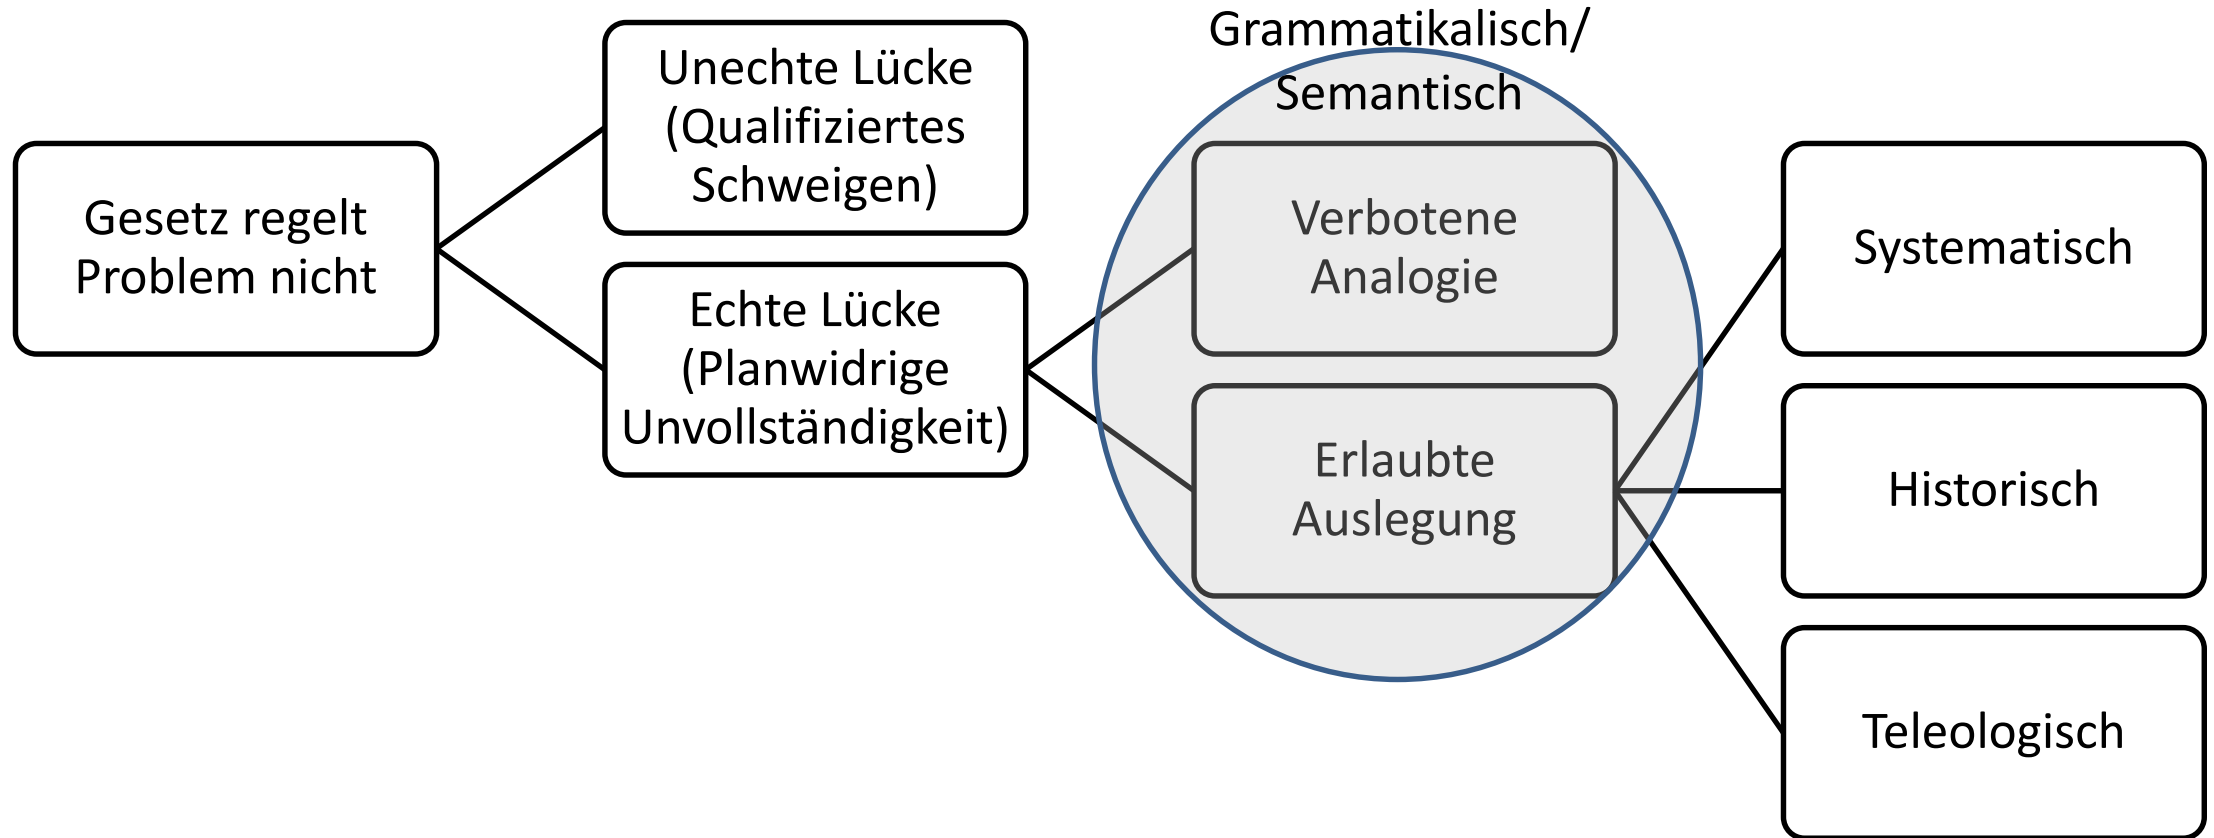 Gesetz regelt
Problem nicht
Unechte Lücke
(Qualifiziertes
Schweigen)
Echte Lücke
(Planwidrige
Unvollständigkeit)
Grammatikalisch/
Semantisch
Verbotene
Analogie
Erlaubte
Auslegung
Systematisch
Historisch
Teleologisch